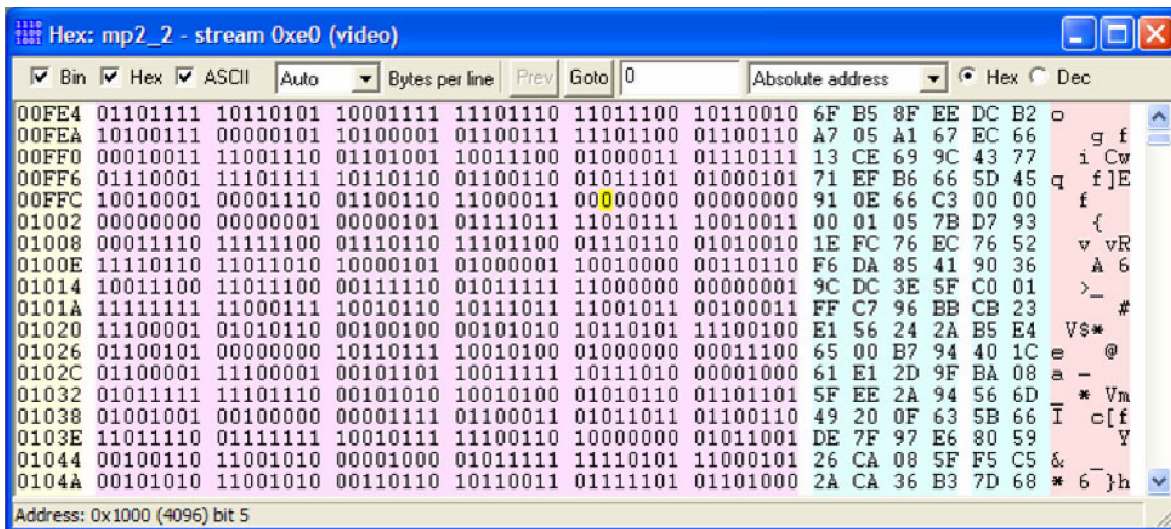 Hex: mp2_2 - stream 0xe0 (video)
Bin Hex ASCII Auto Bytes per line Prev Goto 0 Absolute address Hex Dec
00FE4 01101111 10110101 10001111 11101110 11011100 10110010 6F B5 8F EE DC B2 o
00FEA 10100111 00000101 10100001 01100111 11101100 01100110 A7 05 A1 67 EC 66 g f
00FF0 00010011 11001110 01101001 10011100 01000011 01110111 13 CE 69 9C 43 77 i Cw
00FF6 01110001 11101111 10110110 01100110 01011101 01000101 71 EF B6 66 5D 45 q f]E
00FFC 10010001 00001110 01100110 11000011 00000000 00000000 91 0E 66 C3 00 00 f
01002 00000000 00000001 00000101 01111011 11010111 10010011 00 01 05 7B D7 93 {
01008 00011110 11111100 01110110 11101100 01110110 01010010 1E FC 76 EC 76 52 v vR
0100E 11110110 11011010 10000101 01000001 10010000 00110110 F6 DA 85 41 90 36 A 6
01014 10011100 11011100 00111110 01011111 11000000 00000001 9C DC 3E 5F C0 01 >_
0101A 11111111 11000111 10010110 10111011 11001011 00100011 FF C7 96 BB CB 23 #
01020 11100001 01010110 00100100 00101010 10110101 11100100 E1 56 24 2A B5 E4 V$*
01026 01100101 00000000 10110111 10010100 01000000 00011100 65 00 B7 94 40 1C e @
0102C 01100001 11100001 00101101 10011111 10111010 00001000 61 E1 2D 9F BA 08 a -
01032 01011111 11101110 00101010 10010100 01010110 01101101 5F EE 2A 94 56 6D _ * Vm
01038 01001001 00100000 00001111 01100011 01011011 01100110 49 20 0F 63 5B 66 I c[f
0103E 11011110 01111111 10010111 11100110 10000000 01011001 DE 7F 97 E6 80 59 Y
01044 00100110 11001010 00001000 01011111 11110101 11000101 26 CA 08 5F F5 C5 & _
0104A 00101010 11001010 00110110 10110011 01111101 01101000 2A CA 36 B3 7D 68 * 6 }h
Address: 0x1000 (4096) bit 5